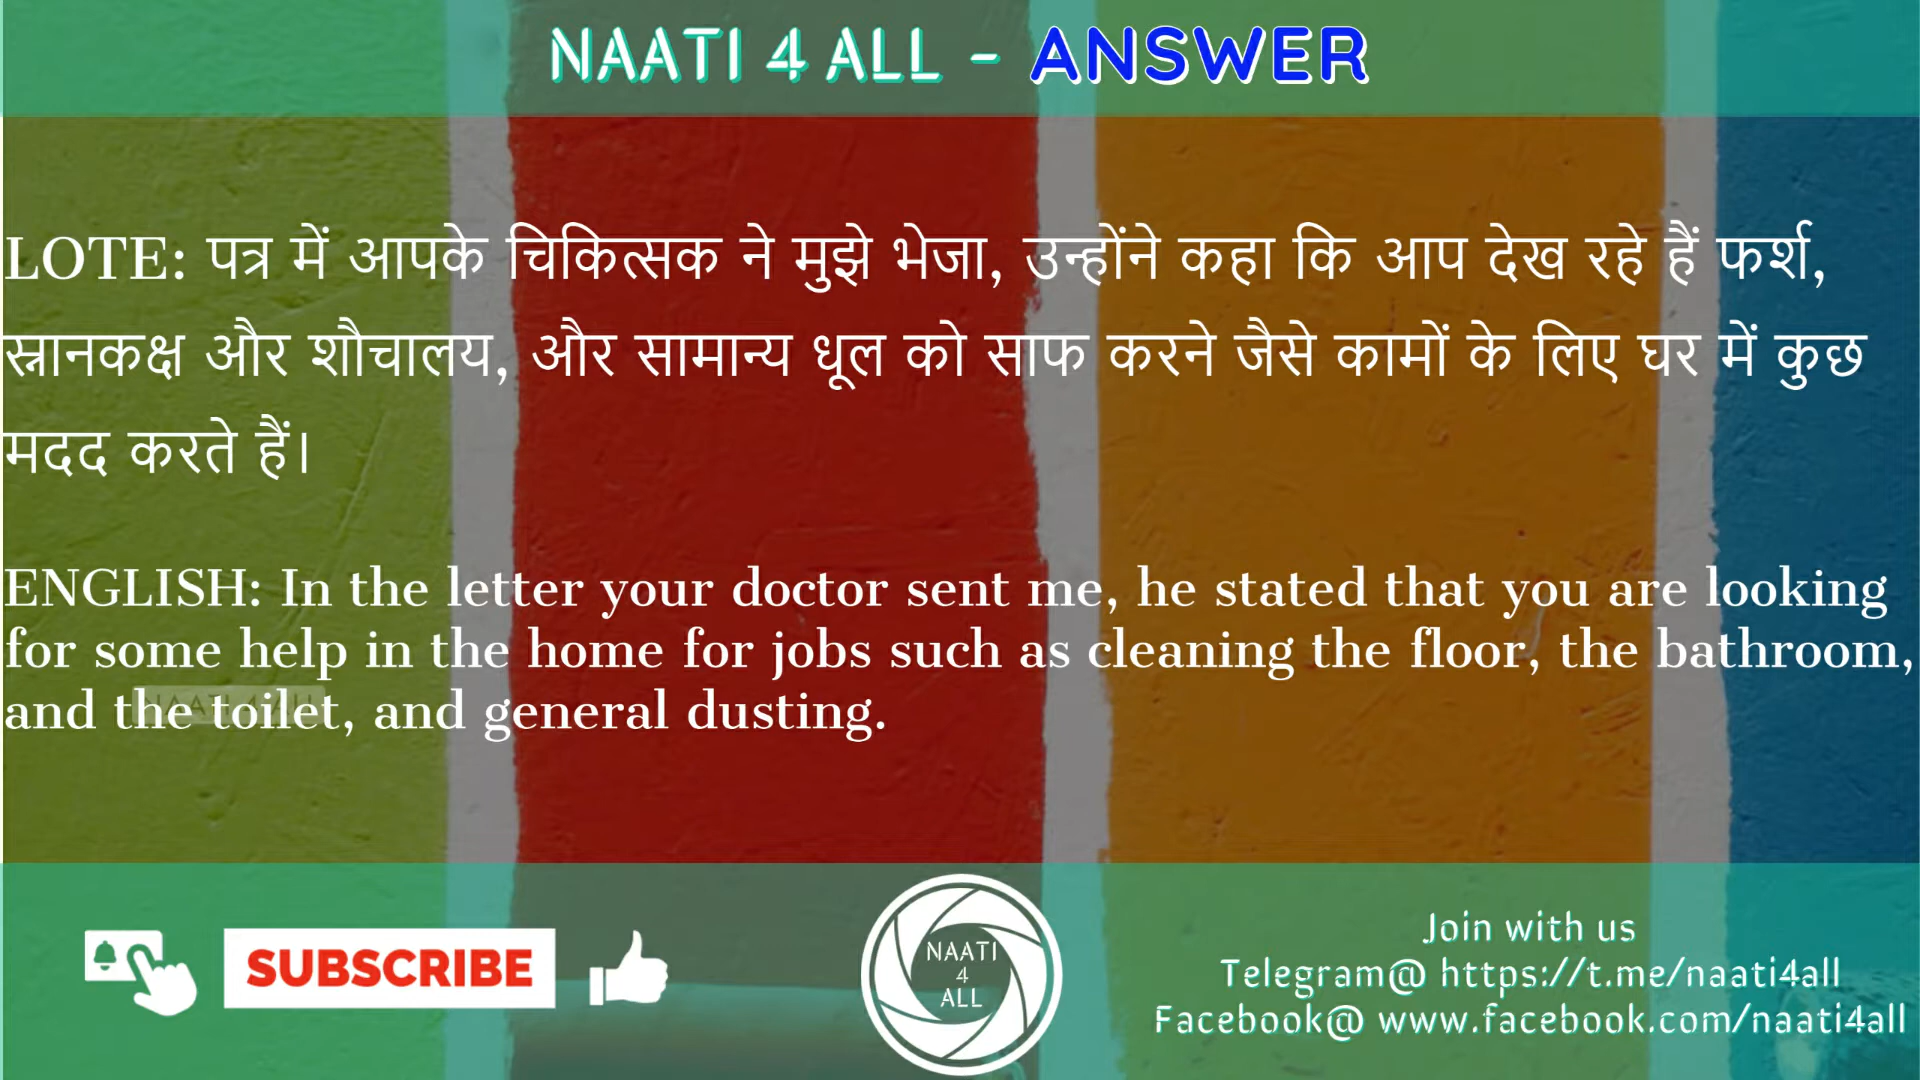 NAATI 4 ALL - ANSWER
LOTE: पत्र में आपके चिकित्सक ने मुझे भेजा, उन्होंने कहा कि आप देख रहे हैं फर्श,
स्नानकक्ष और शौचालय, और सामान्य धूल को साफ करने जैसे कामों के लिए घर में कुछ
मदद करते हैं।
ENGLISH: In the letter your doctor sent me, he stated that you are looking
for some help in the home for jobs such as cleaning the floor, the bathroom,
and the toilet, and general dusting.
NAATI 4 ALL
SUBSCRIBE
NAATI
4
ALL
Join with us
Telegram@ https://t.me/naati4all
Facebook@ www.facebook.com/naati4all